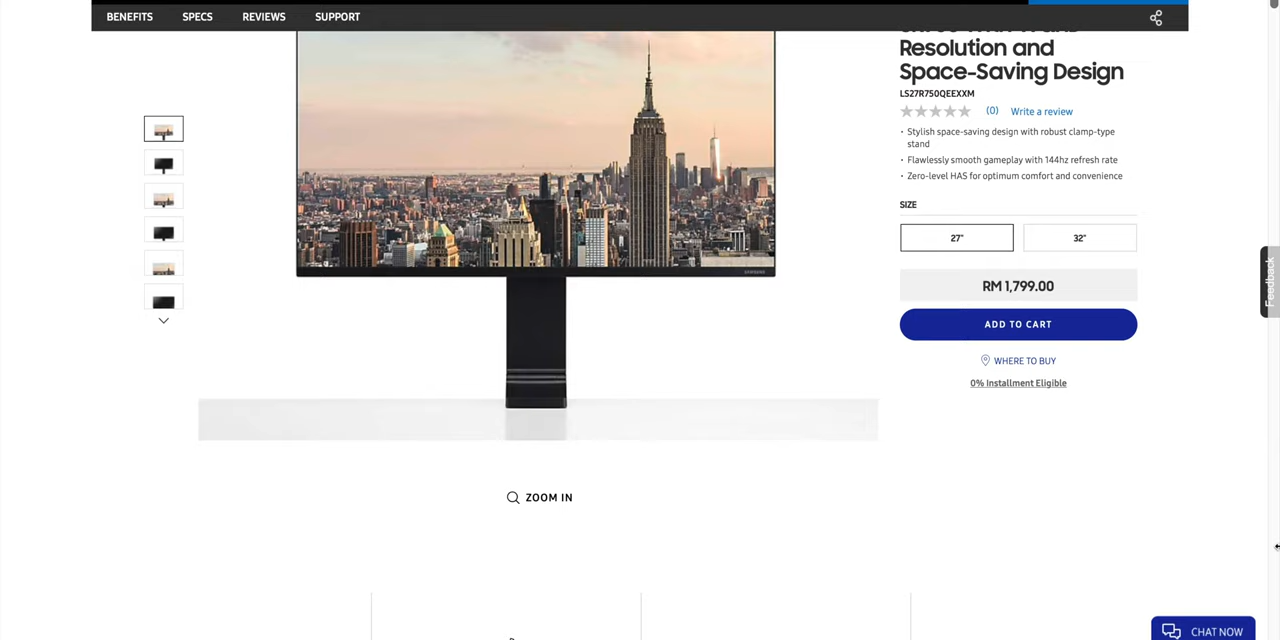 BENEFITS SPECS REVIEWS SUPPORT
Resolution and
Space-Saving Design
LS27R750QEEXXM
(0) Write a review
• Stylish space-saving design with robust clamp-type
stand
• Flawlessly smooth gameplay with 144hz refresh rate
• Zero-level HAS for optimum comfort and convenience
SIZE
27" 32"
RM 1,799.00
ADD TO CART
WHERE TO BUY
0% Installment Eligible
SAMSUNG
ZOOM IN
Feedback
CHAT NOW